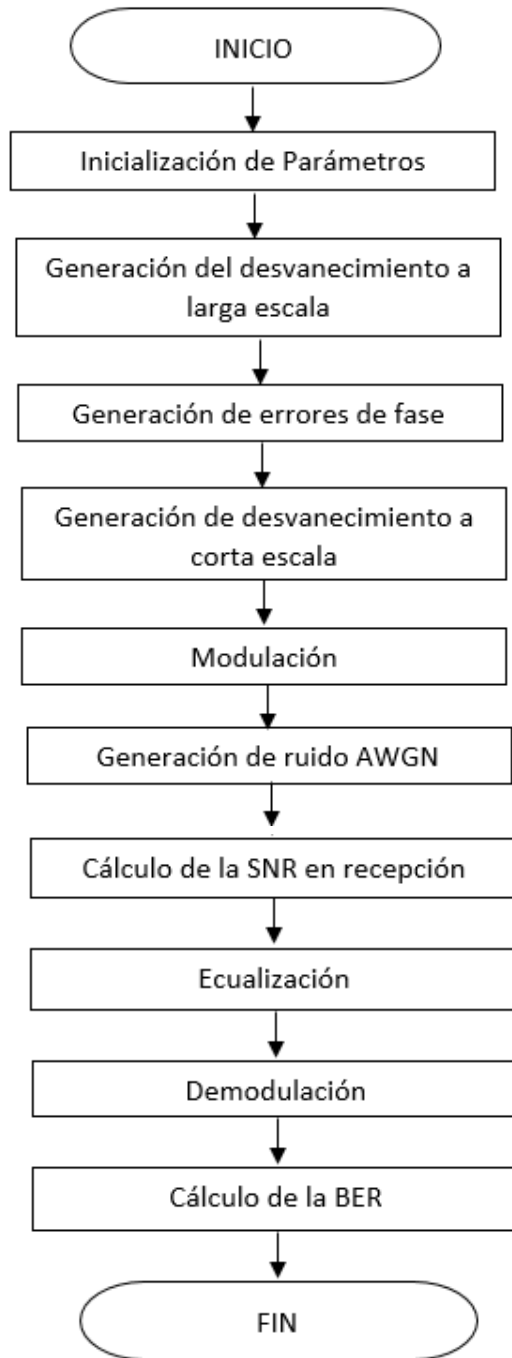 INICIO
Inicialización de Parámetros
Generación del desvanecimiento a
larga escala
Generación de errores de fase
Generación de desvanecimiento a
corta escala
Modulación
Generación de ruido AWGN
Cálculo de la SNR en recepción
Ecualización
Demodulación
Cálculo de la BER
FIN